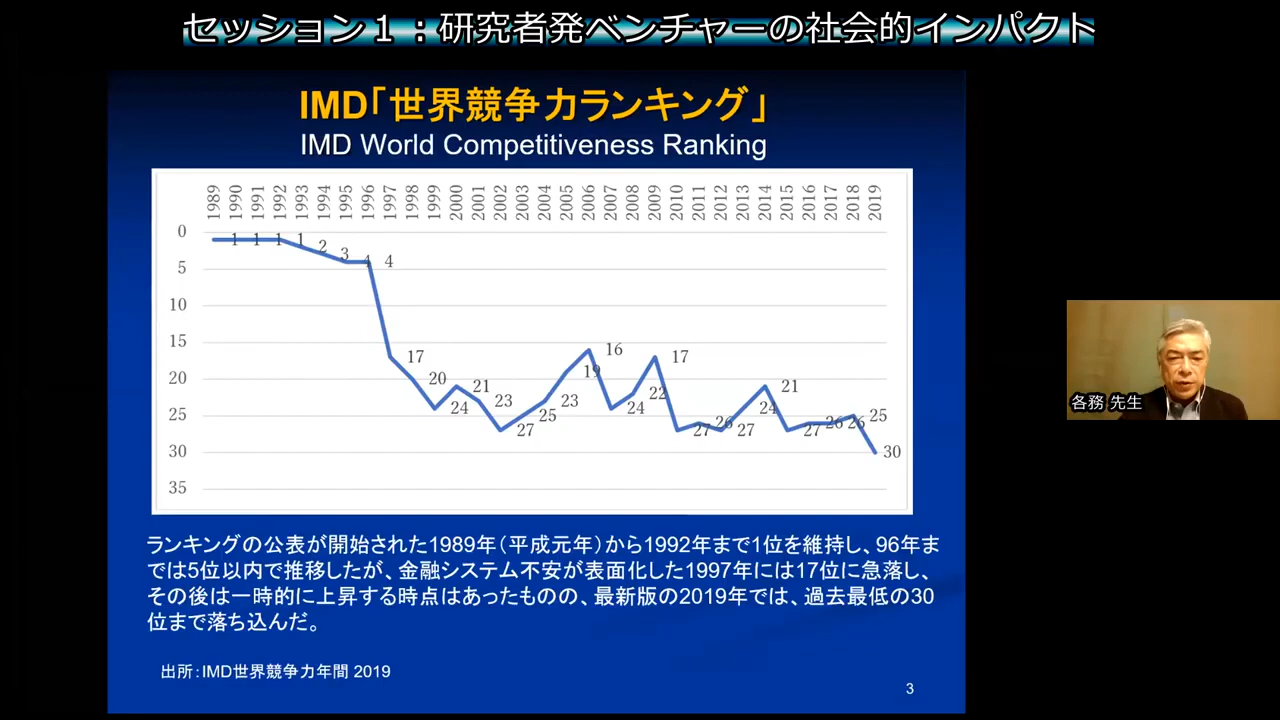 セッション１：研究者発ベンチャーの社会的インパクト
IMD「世界競争力ランキング」
IMD World Competitiveness Ranking
1989 1990 1991 1992 1993 1994 1995 1996 1997 1998 1999 2000 2001 2002 2003 2004 2005 2006 2007 2008 2009 2010 2011 2012 2013 2014 2015 2016 2017 2018 2019
0
5
10
15
20
25
30
35
1 1 1 1 2 3 4 4 17 20 24 21 23 27 25 23 19 16 24 22 17 27 26 27 24 21 27 26 26 25 30
ランキングの公表が開始された1989年（平成元年）から1992年まで1位を維持し、96年ま
では5位以内で推移したが、金融システム不安が表面化した1997年には17位に急落し、
その後は一時的に上昇する時点はあったものの、最新版の2019年では、過去最低の30
位まで落ち込んだ。
出所：IMD世界競争力年間 2019
3
各務 先生